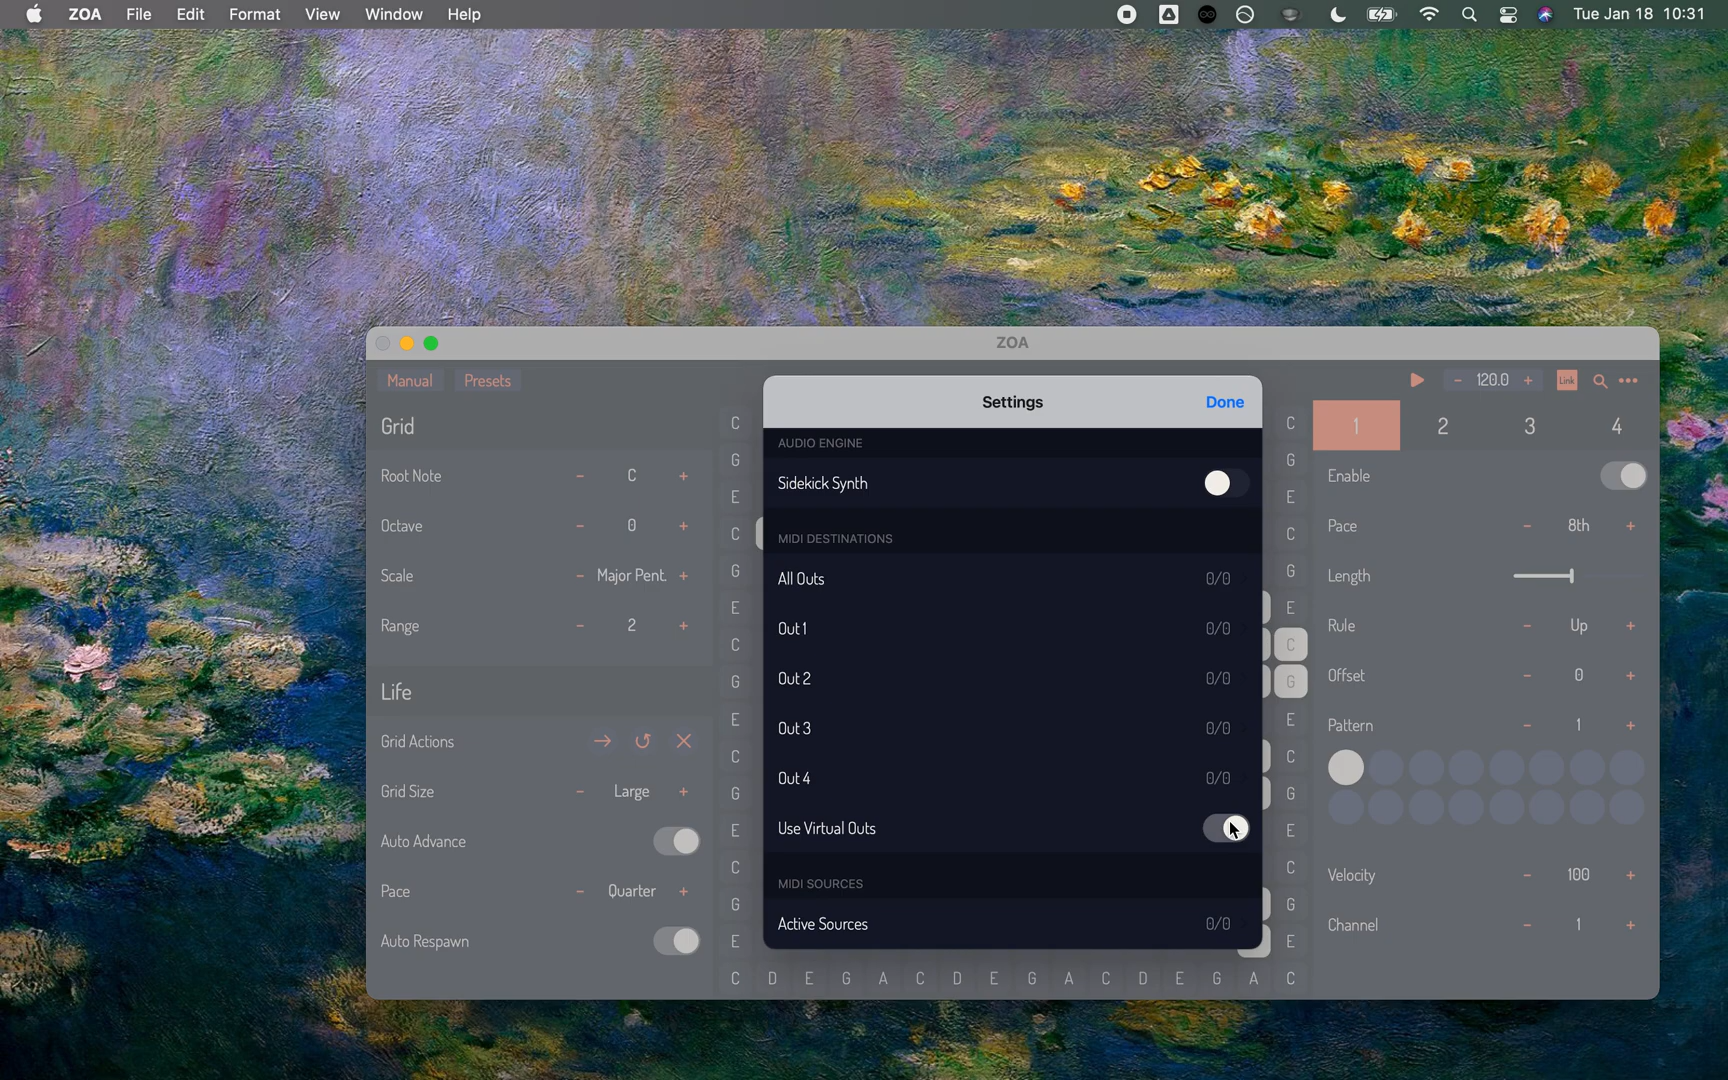 ZOA File Edit Format View Window Help Tue Jan 18 10:31
ZOA
Manual Presets
- 120.0 + Link
Settings Done
AUDIO ENGINE
Sidekick Synth
MIDI DESTINATIONS
All Outs 0/0
Out 1 0/0
Out 2 0/0
Out 3 0/0
Out 4 0/0
Use Virtual Outs
MIDI SOURCES
Active Sources 0/0
Grid
Root Note - C +
Octave - 0 +
Scale - Major Pent. +
Range - 2 +
Life
Grid Actions
Grid Size - Large +
Auto Advance
Pace - Quarter +
Auto Respawn
C
G
E
C
G
E
C
G
E
C
G
E
C
G
E
C D E G A C D E G A C D E G A C
C
G
E
C
G
E
C
G
E
C
G
E
C
G
E
1 2 3 4
Enable
Pace - 8th +
Length
Rule - Up +
Offset - 0 +
Pattern - 1 +
Velocity - 100 +
Channel - 1 +